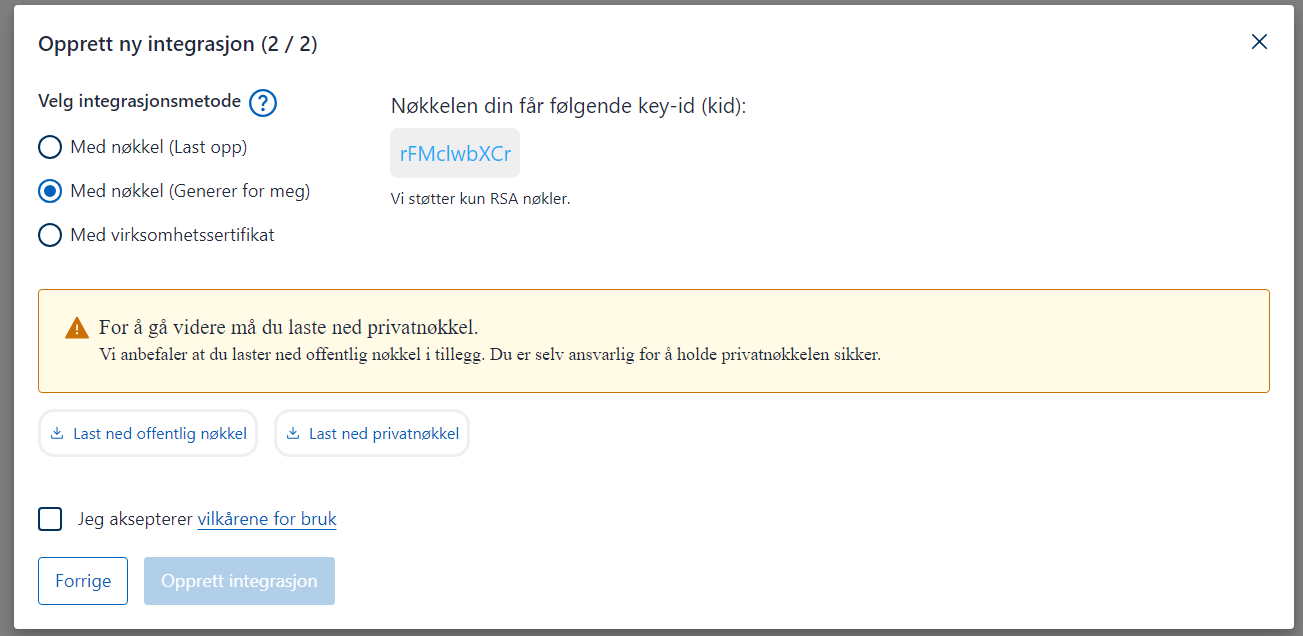 Opprett ny integrasjon (2 / 2)
Velg integrasjonsmetode ?
Med nøkkel (Last opp)
Med nøkkel (Generer for meg)
Med virksomhetssertifikat
Nøkkelen din får følgende key-id (kid):
rFMclwbXCr
Vi støtter kun RSA nøkler.
For å gå videre må du laste ned privatnøkkel.
Vi anbefaler at du laster ned offentlig nøkkel i tillegg. Du er selv ansvarlig for å holde privatnøkkelen sikker.
Last ned offentlig nøkkel
Last ned privatnøkkel
Jeg aksepterer vilkårene for bruk
Forrige
Opprett integrasjon